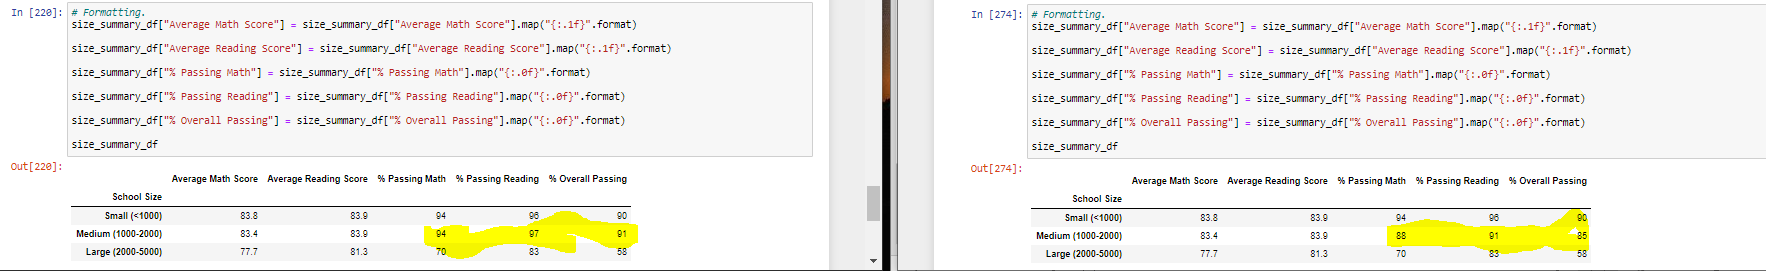 In [220]: # Formatting.
size_summary_df["Average Math Score"] = size_summary_df["Average Math Score"].map("{:.1f}".format)
size_summary_df["Average Reading Score"] = size_summary_df["Average Reading Score"].map("{:.1f}".format)
size_summary_df["% Passing Math"] = size_summary_df["% Passing Math"].map("{:.0f}".format)
size_summary_df["% Passing Reading"] = size_summary_df["% Passing Reading"].map("{:.0f}".format)
size_summary_df["% Overall Passing"] = size_summary_df["% Overall Passing"].map("{:.0f}".format)
size_summary_df
Out[220]:
Average Math Score Average Reading Score % Passing Math % Passing Reading % Overall Passing
School Size
Small (<1000) 83.8 83.9 94 96 90
Medium (1000-2000) 83.4 83.9 94 97 91
Large (2000-5000) 77.7 81.3 70 83 58
In [274]: # Formatting.
size_summary_df["Average Math Score"] = size_summary_df["Average Math Score"].map("{:.1f}".format)
size_summary_df["Average Reading Score"] = size_summary_df["Average Reading Score"].map("{:.1f}".format)
size_summary_df["% Passing Math"] = size_summary_df["% Passing Math"].map("{:.0f}".format)
size_summary_df["% Passing Reading"] = size_summary_df["% Passing Reading"].map("{:.0f}".format)
size_summary_df["% Overall Passing"] = size_summary_df["% Overall Passing"].map("{:.0f}".format)
size_summary_df
Out[274]:
Average Math Score Average Reading Score % Passing Math % Passing Reading % Overall Passing
School Size
Small (<1000) 83.8 83.9 94 96 90
Medium (1000-2000) 83.4 83.9 88 91 85
Large (2000-5000) 77.7 81.3 70 83 58